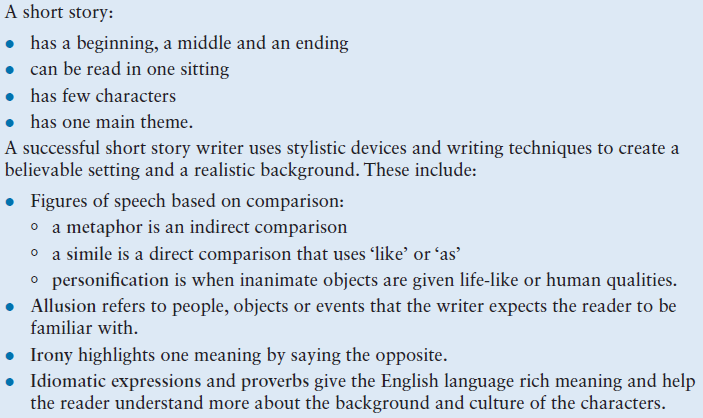 A short story:
● has a beginning, a middle and an ending
● can be read in one sitting
● has few characters
● has one main theme.
A successful short story writer uses stylistic devices and writing techniques to create a
believable setting and a realistic background. These include:
● Figures of speech based on comparison:
○ a metaphor is an indirect comparison
○ a simile is a direct comparison that uses ‘like’ or ‘as’
○ personification is when inanimate objects are given life-like or human qualities.
● Allusion refers to people, objects or events that the writer expects the reader to be
familiar with.
● Irony highlights one meaning by saying the opposite.
● Idiomatic expressions and proverbs give the English language rich meaning and help
the reader understand more about the background and culture of the characters.